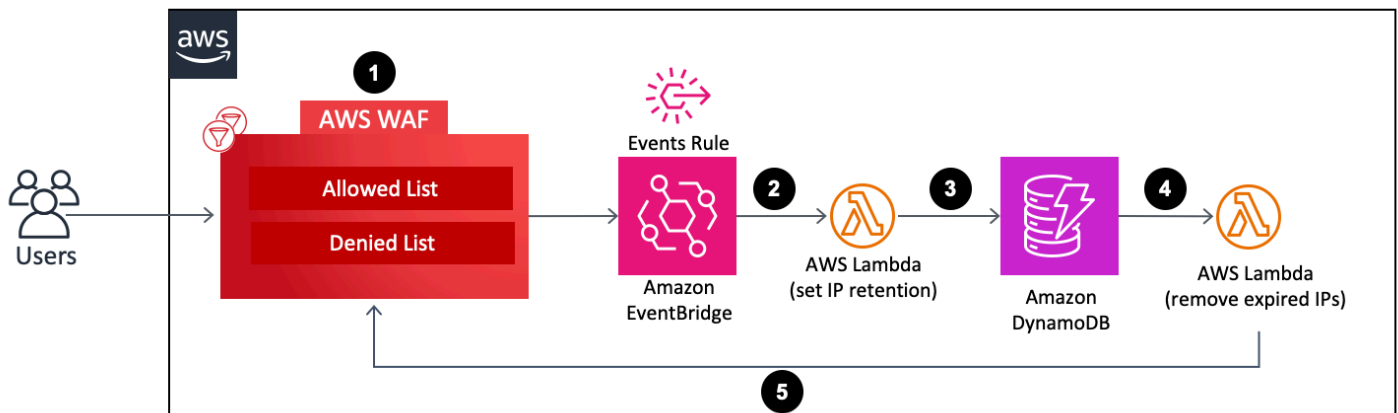 aws
1
AWS WAF
Allowed List
Denied List
Users
Events Rule
Amazon
EventBridge
2
AWS Lambda
(set IP retention)
3
Amazon
DynamoDB
4
AWS Lambda
(remove expired IPs)
5